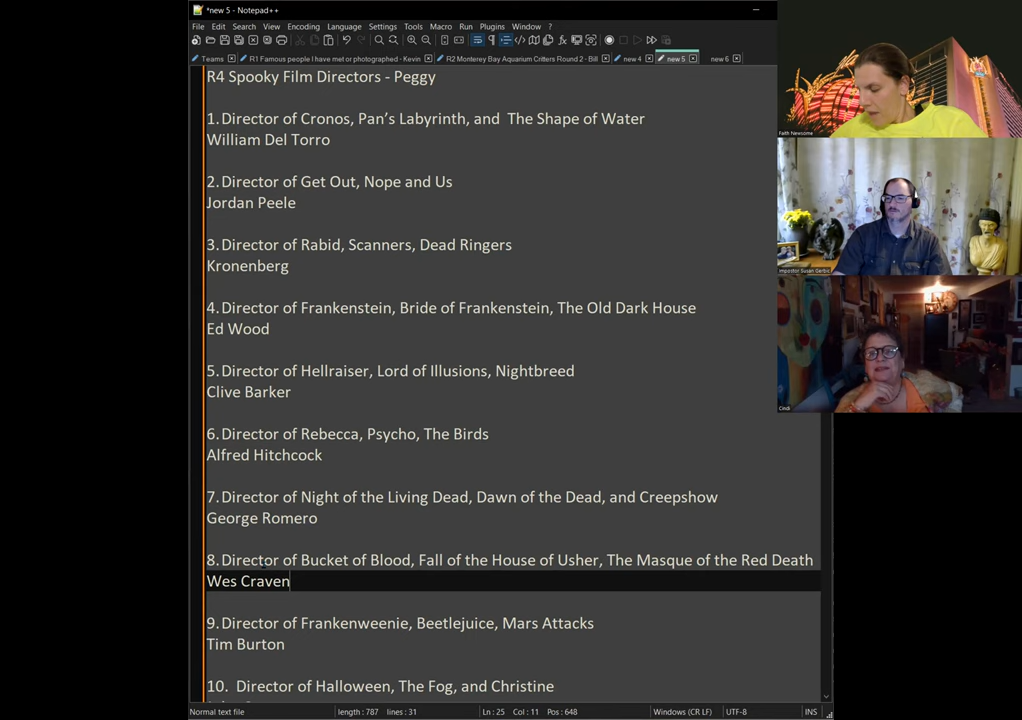 *new 5 - Notepad++
File Edit Search View Encoding Language Settings Tools Macro Run Plugins Window ?
Teams R1 Famous people I have met or photographed - Kevin R2 Monterey Bay Aquarium Critters Round 2 - Bill new 4 new 5 new 6
R4 Spooky Film Directors - Peggy
1. Director of Cronos, Pan's Labyrinth, and The Shape of Water
William Del Torro
2. Director of Get Out, Nope and Us
Jordan Peele
3. Director of Rabid, Scanners, Dead Ringers
Kronenberg
4. Director of Frankenstein, Bride of Frankenstein, The Old Dark House
Ed Wood
5. Director of Hellraiser, Lord of Illusions, Nightbreed
Clive Barker
6. Director of Rebecca, Psycho, The Birds
Alfred Hitchcock
7. Director of Night of the Living Dead, Dawn of the Dead, and Creepshow
George Romero
8. Director of Bucket of Blood, Fall of the House of Usher, The Masque of the Red Death
Wes Craven
9. Director of Frankenweenie, Beetlejuice, Mars Attacks
Tim Burton
10. Director of Halloween, The Fog, and Christine
Normal text file length : 787 lines : 31 Ln : 25 Col : 11 Pos : 648 Windows (CR LF) UTF-8 INS
Faith Newsome
Impostor Susan Gerbic
Cindi